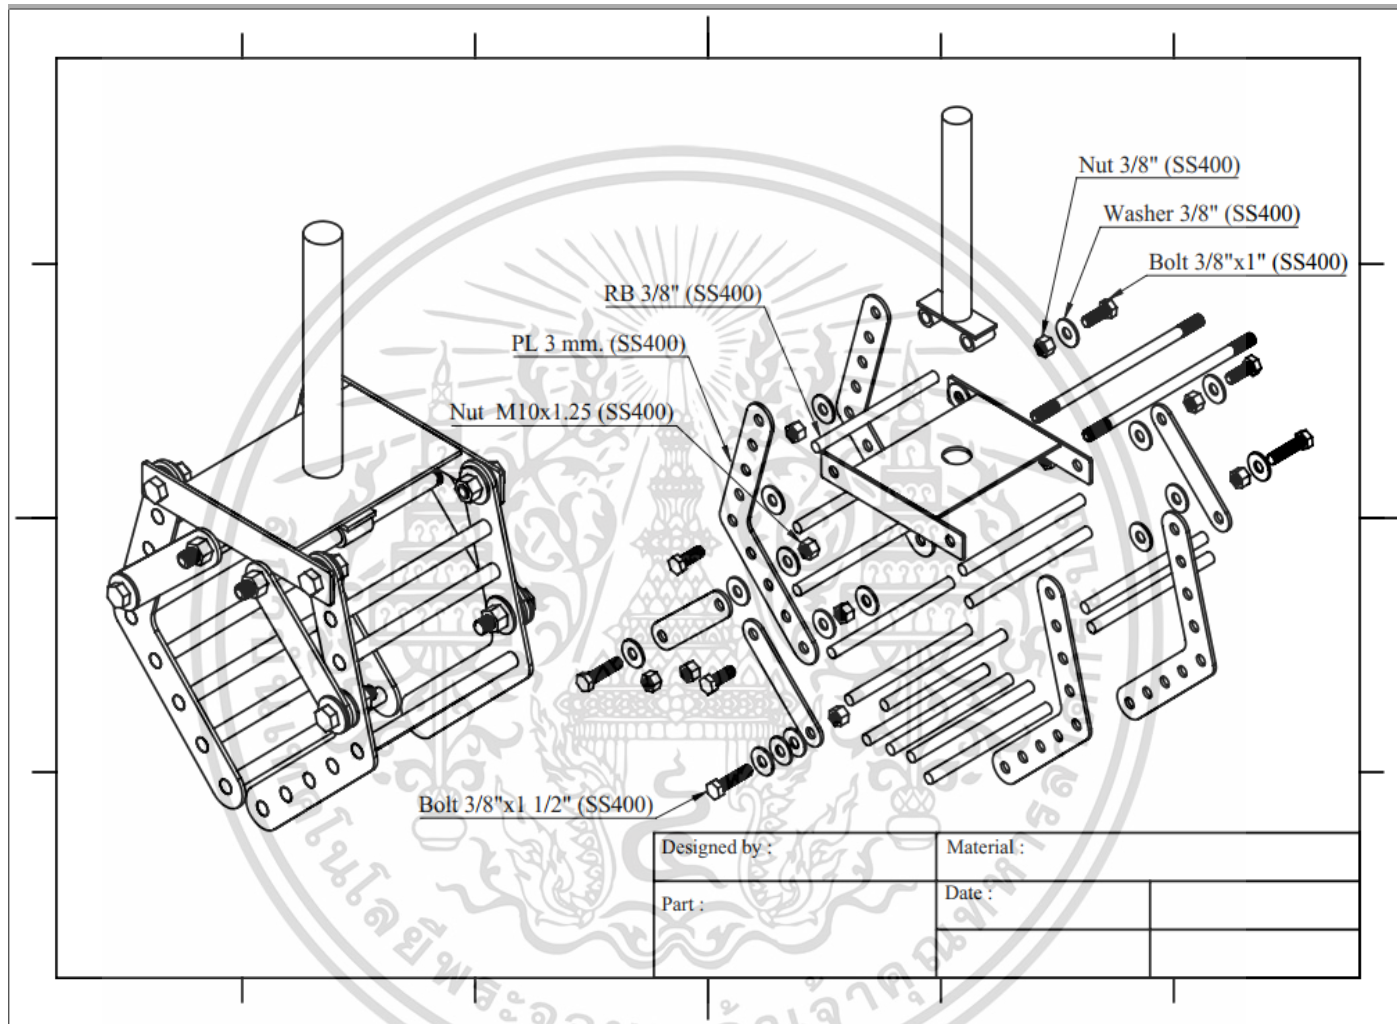 Nut 3/8" (SS400)
Washer 3/8" (SS400)
Bolt 3/8"x1" (SS400)
RB 3/8" (SS400)
PL 3 mm. (SS400)
Nut M10x1.25 (SS400)
Bolt 3/8"x1 1/2" (SS400)
Designed by :
Material :
Part :
Date :